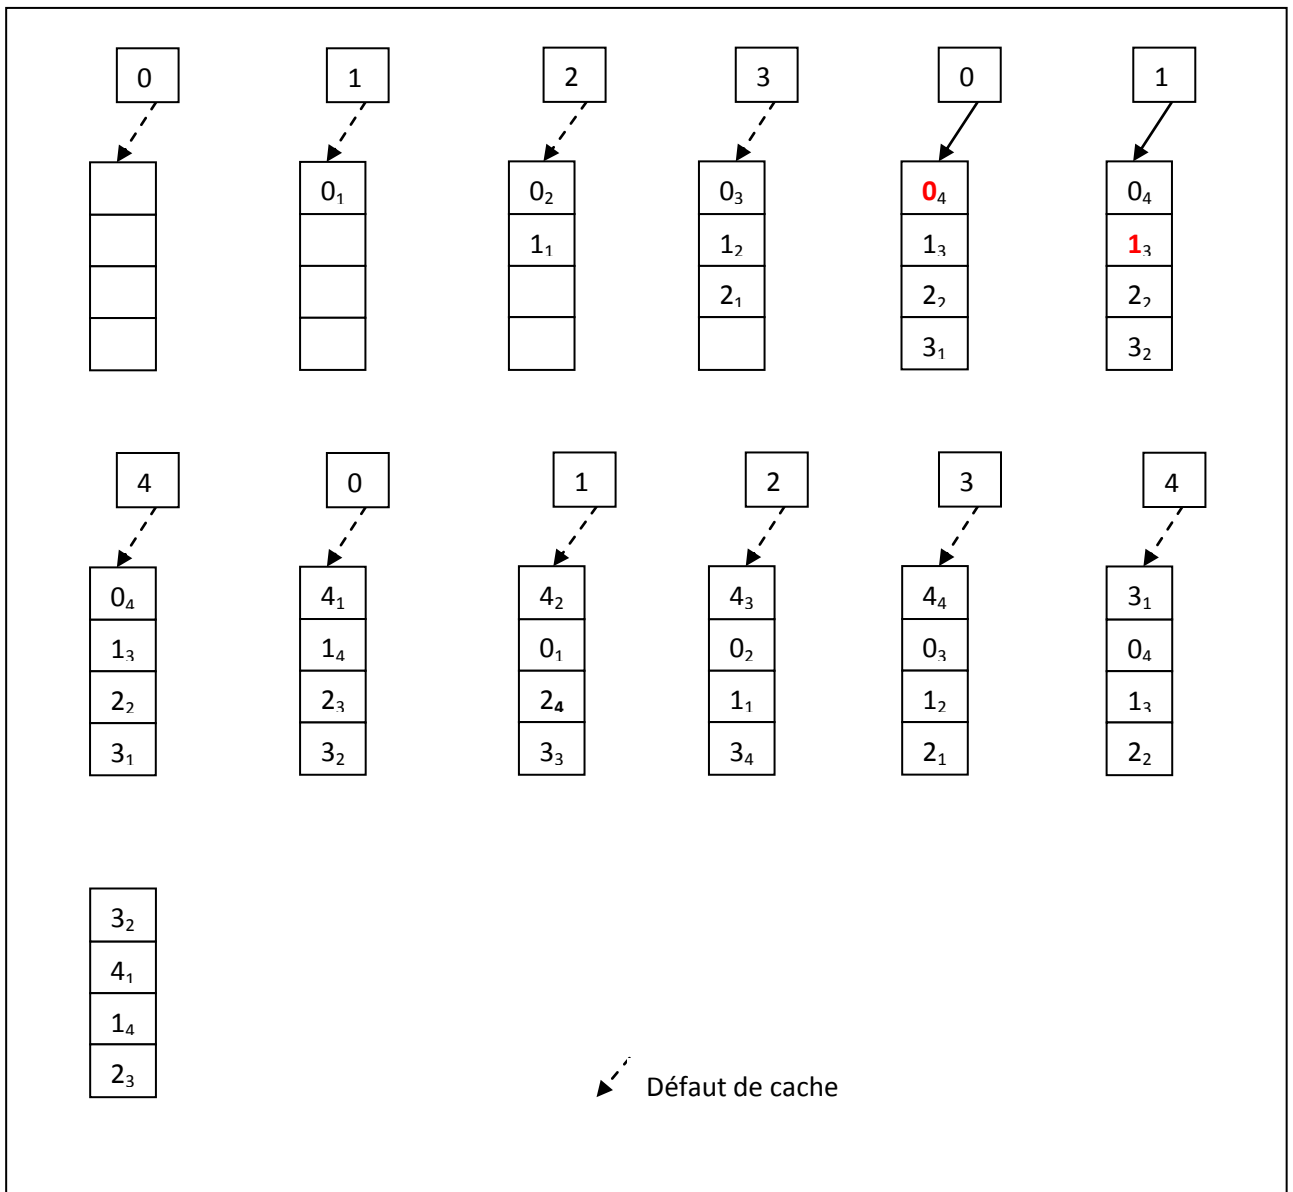 0 1 2 3 0 1
0₁ 0₂ 0₃ 0₄ 0₄
1₁ 1₂ 1₃ 1₃
2₁ 2₂ 2₂
3₁ 3₂
4 0 1 2 3 4
0₄ 4₁ 4₂ 4₃ 4₄ 3₁
1₃ 1₄ 0₁ 0₂ 0₃ 0₄
2₂ 2₃ 2₄ 1₁ 1₂ 1₃
3₁ 3₂ 3₃ 3₄ 2₁ 2₂
3₂
4₁
1₄
2₃
Défaut de cache